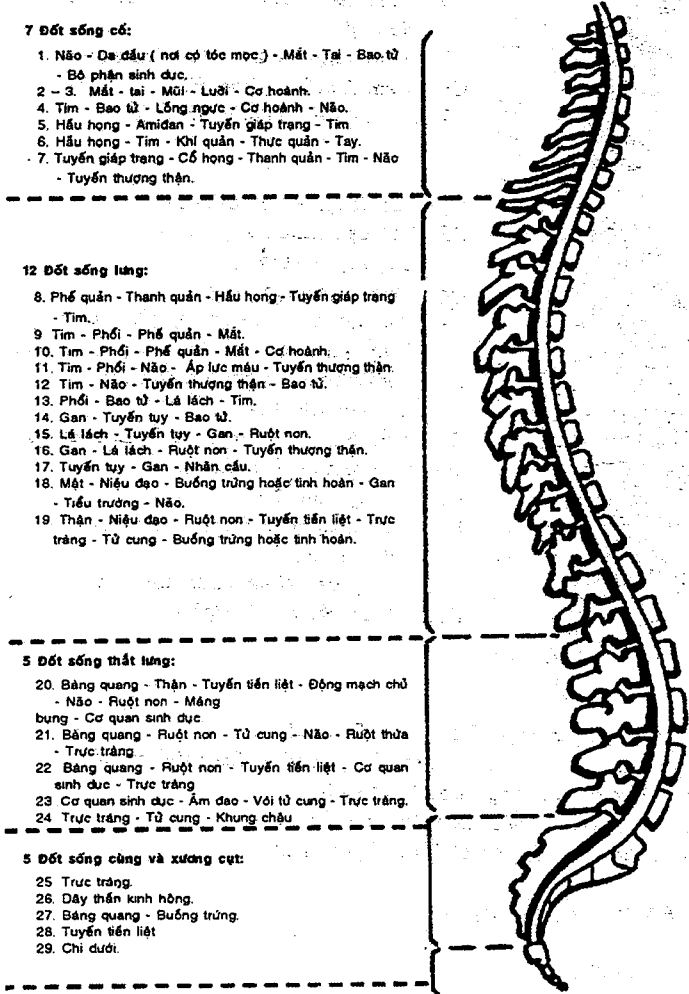 7 Đốt sống cổ:
1. Não - Da đầu ( nơi có tóc mọc ) - Mắt - Tai - Bao tử
- Bộ phận sinh dục.
2 – 3. Mắt - tai - Mũi - Lưỡi - Cơ hoành.
4. Tim - Bao tử - Lồng ngực - Cơ hoành - Não.
5. Hầu họng - Amiđan - Tuyến giáp trạng - Tim
6. Hầu họng - Tim - Khí quản - Thực quản - Tay.
7. Tuyến giáp trạng - Cổ họng - Thanh quản - Tim - Não
- Tuyến thượng thận.
12 Đốt sống lưng:
8. Phế quản - Thanh quản - Hầu họng - Tuyến giáp trạng
- Tim.
9 Tim - Phổi - Phế quản - Mắt.
10. Tim - Phổi - Phế quản - Mắt - Cơ hoành.
11. Tim - Phổi - Não - Áp lực máu - Tuyến thượng thận
12 Tim - Não - Tuyến thượng thận - Bao tử.
13. Phổi - Bao tử - Lá lách - Tim.
14. Gan - Tuyến tụy - Bao tử.
15. Lá lách - Tuyến tụy - Gan - Ruột non.
16. Gan - Lá lách - Ruột non - Tuyến thượng thận.
17. Tuyến tụy - Gan - Nhãn cầu.
18. Mật - Niệu đạo - Buồng trứng hoặc tinh hoàn - Gan
- Tiểu trường - Não.
19 Thận - Niệu đạo - Ruột non - Tuyến tiền liệt - Trực
tràng - Tử cung - Buồng trứng hoặc tinh hoàn.
5 Đốt sống thắt lưng:
20. Bàng quang - Thận - Tuyến tiền liệt - Động mạch chủ
- Não - Ruột non - Màng
bụng - Cơ quan sinh dục
21. Bàng quang - Ruột non - Tử cung - Não - Ruột thừa
- Trực tràng
22 Bàng quang - Ruột non - Tuyến tiền liệt - Cơ quan
sinh dục - Trực tràng
23 Cơ quan sinh dục - Âm đạo - Vòi tử cung - Trực tràng.
24 Trực tràng - Tử cung - Khung chậu
5 Đốt sống cùng và xương cụt:
25 Trực tràng.
26. Dây thần kinh hông.
27. Bàng quang - Buồng trứng.
28. Tuyến tiền liệt
29. Chi dưới.